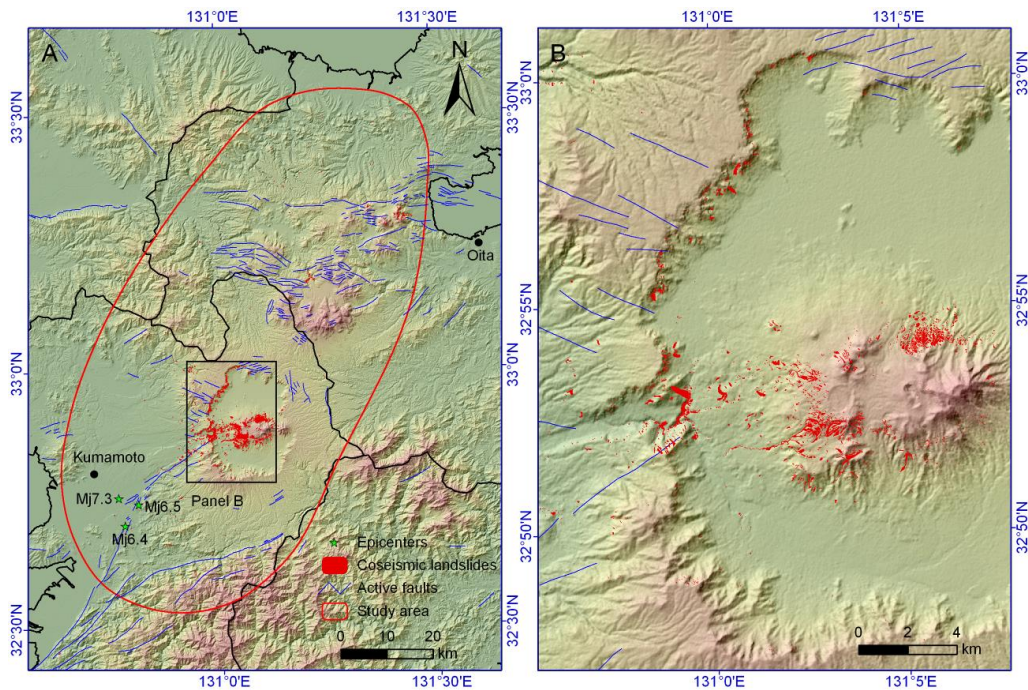 131°0'E
131°30'E
131°0'E
131°5'E
A
N
B
33°30'N
33°30'N
33°0'N
33°0'N
Oita
33°0'N
33°0'N
32°55'N
32°55'N
Kumamoto
Mj7.3
Mj6.5
Mj6.4
Panel B
Epicenters
Coseismic landslides
Active faults
Study area
0 10 20
km
32°30'N
32°30'N
32°50'N
32°50'N
0 2 4
km
131°0'E
131°30'E
131°0'E
131°5'E